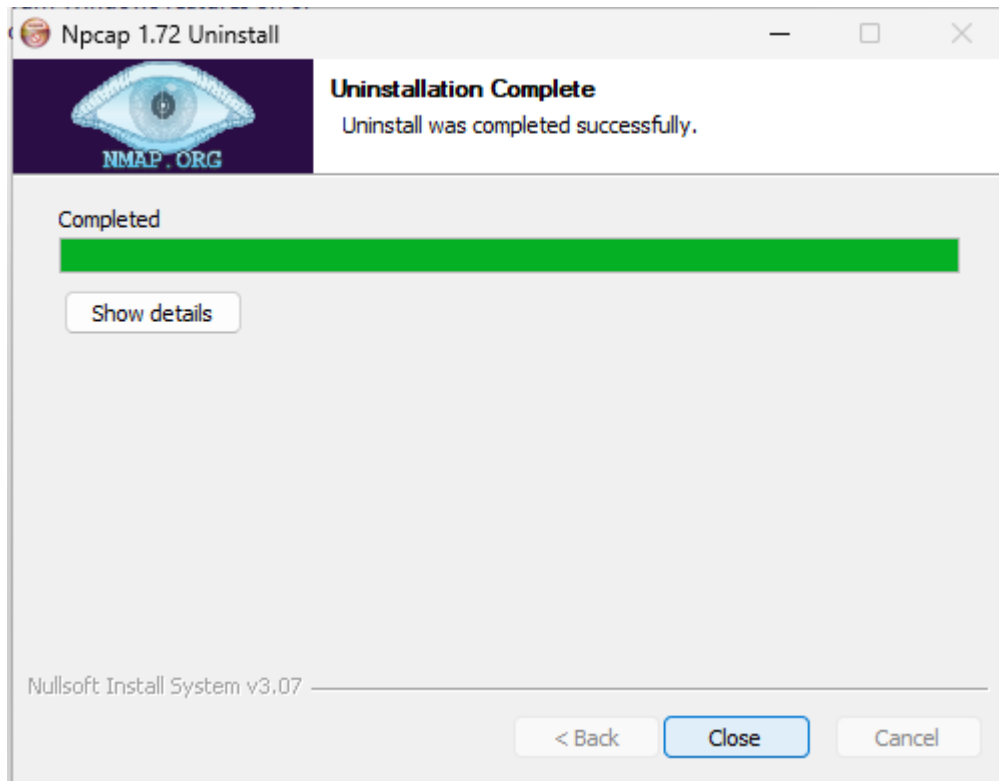 Npcap 1.72 Uninstall
NMAP.ORG
Uninstallation Complete
Uninstall was completed successfully.
Completed
Show details
Nullsoft Install System v3.07
< Back
Close
Cancel